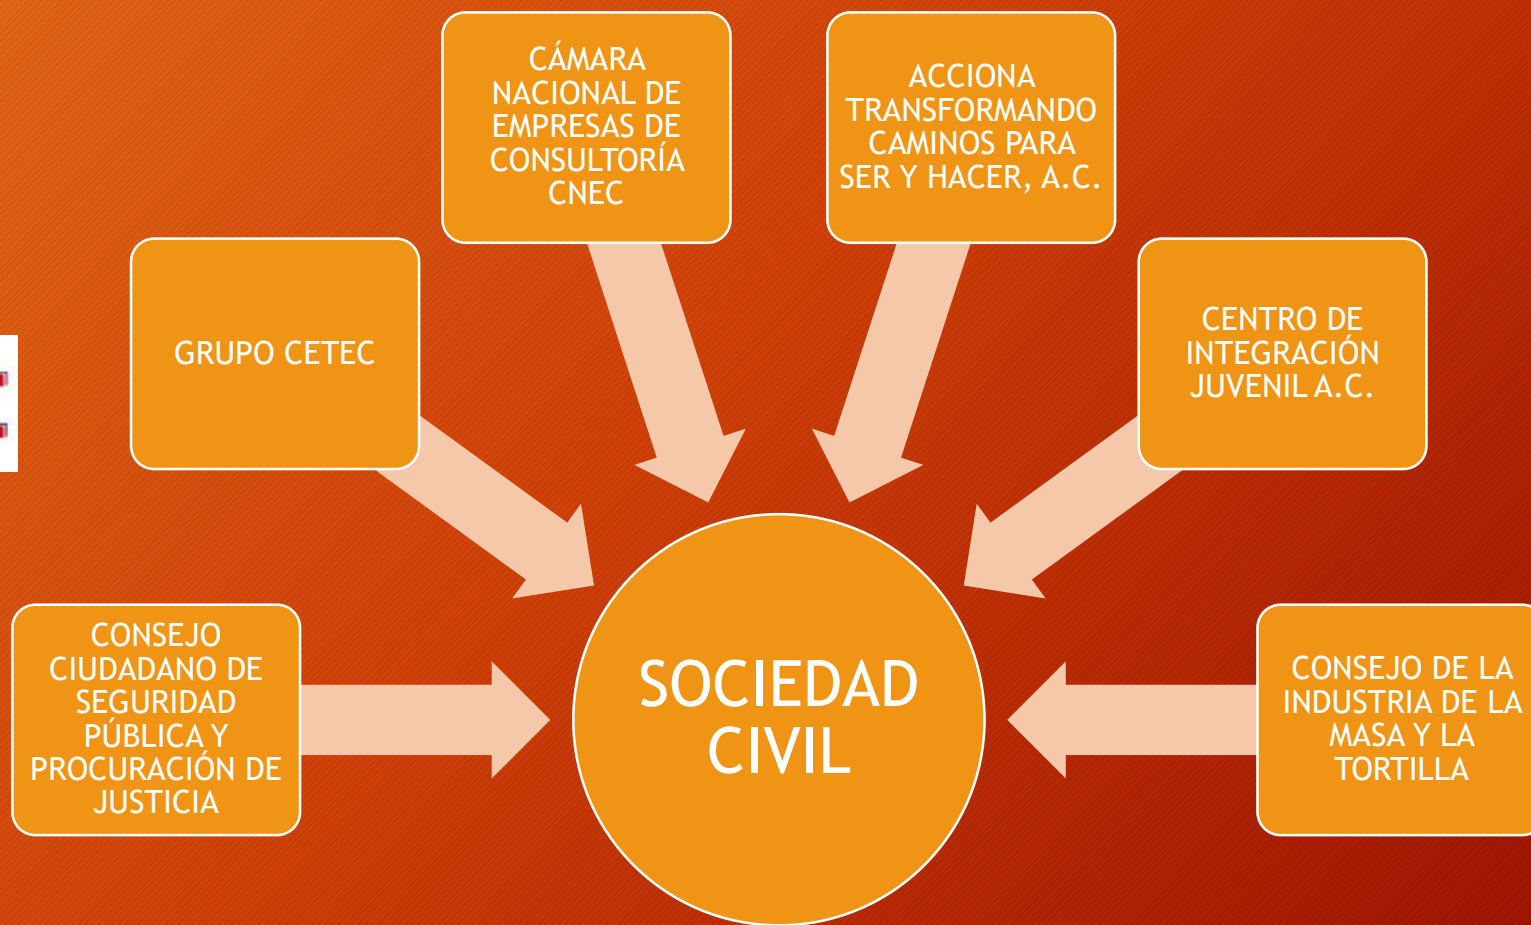 CÁMARA
NACIONAL DE
EMPRESAS DE
CONSULTORÍA
CNEC
ACCIONA
TRANSFORMANDO
CAMINOS PARA
SER Y HACER, A.C.
GRUPO CETEC
CENTRO DE
INTEGRACIÓN
JUVENIL A.C.
CONSEJO
CIUDADANO DE
SEGURIDAD
PÚBLICA Y
PROCURACIÓN DE
JUSTICIA
SOCIEDAD
CIVIL
CONSEJO DE LA
INDUSTRIA DE LA
MASA Y LA
TORTILLA